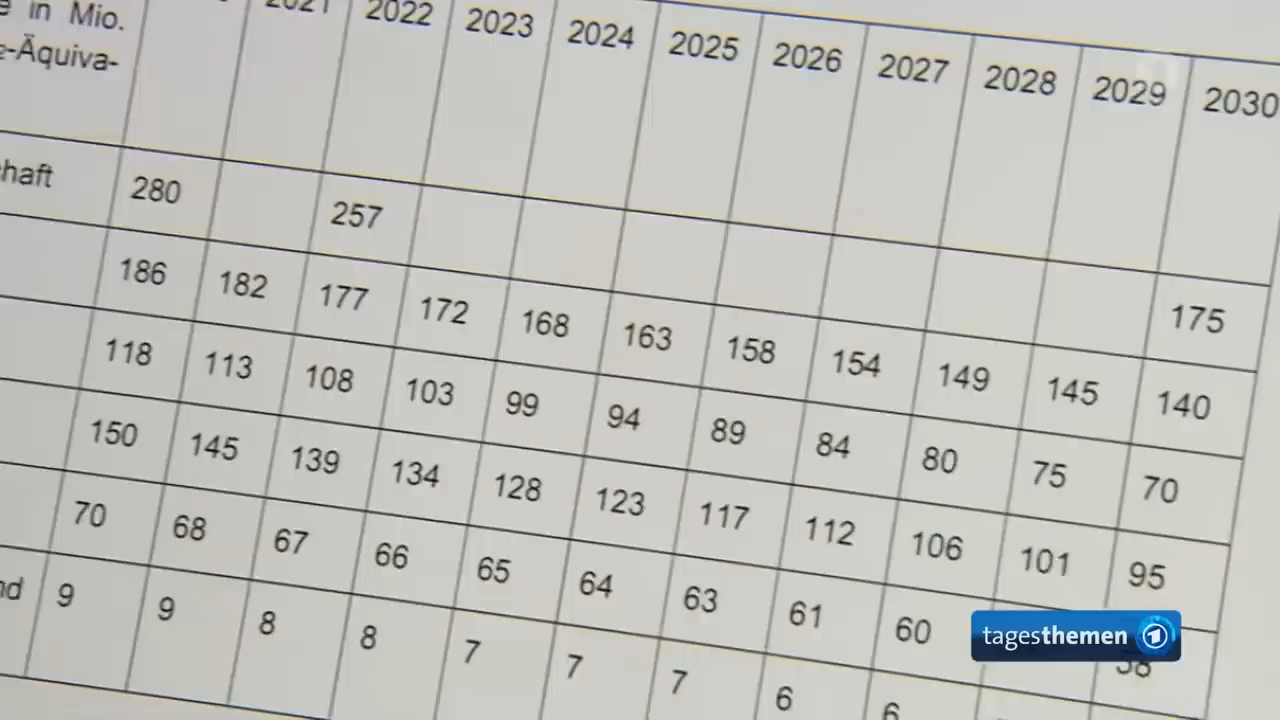 in Mio. 2021 2022 2023 2024 2025 2026 2027 2028 2029 2030
-Äquiva-
haft 280 257 175
186 182 177 172 168 163 158 154 149 145 140
118 113 108 103 99 94 89 84 80 75 70
150 145 139 134 128 123 117 112 106 101 95
70 68 67 66 65 64 63 61 60
nd 9 9 8 8 7 7 7 6 6
tagesthemen